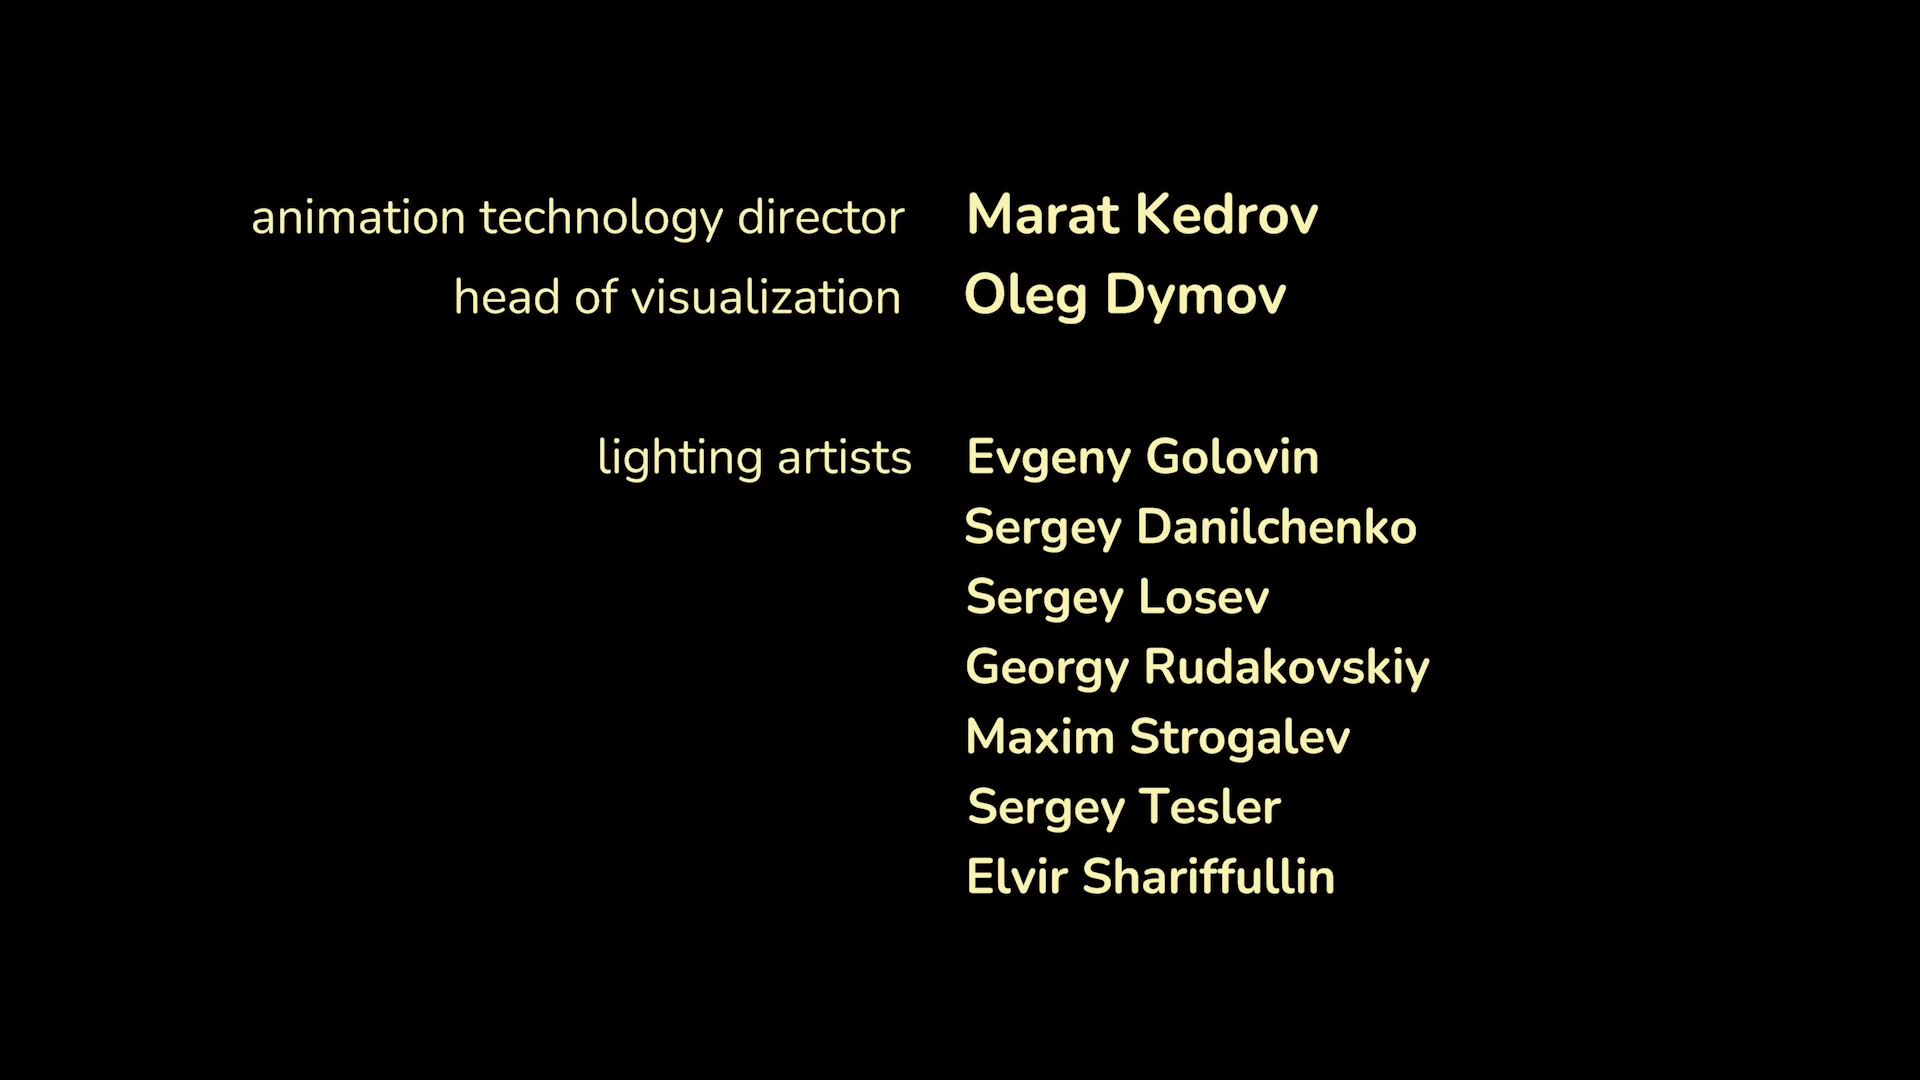 animation technology director Marat Kedrov
head of visualization Oleg Dymov
lighting artists Evgeny Golovin
Sergey Danilchenko
Sergey Losev
Georgy Rudakovskiy
Maxim Strogalev
Sergey Tesler
Elvir Shariffullin